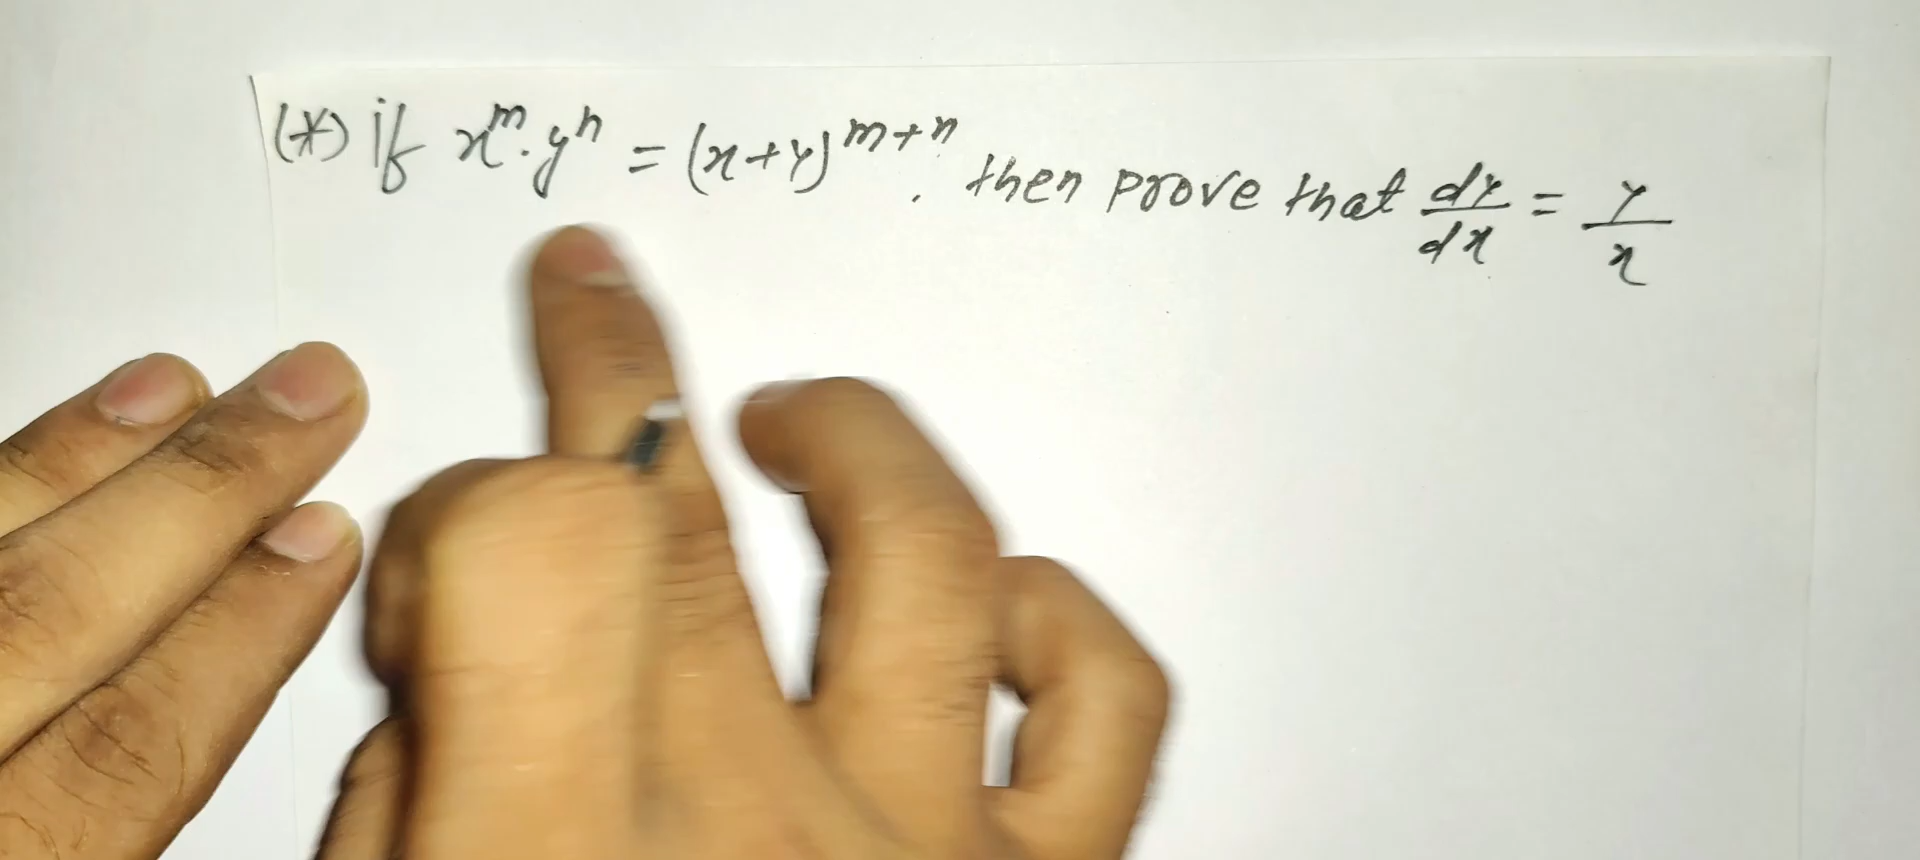 (*) if x^m · y^n = (x+y)^{m+n}. then prove that dy/dx = y/x